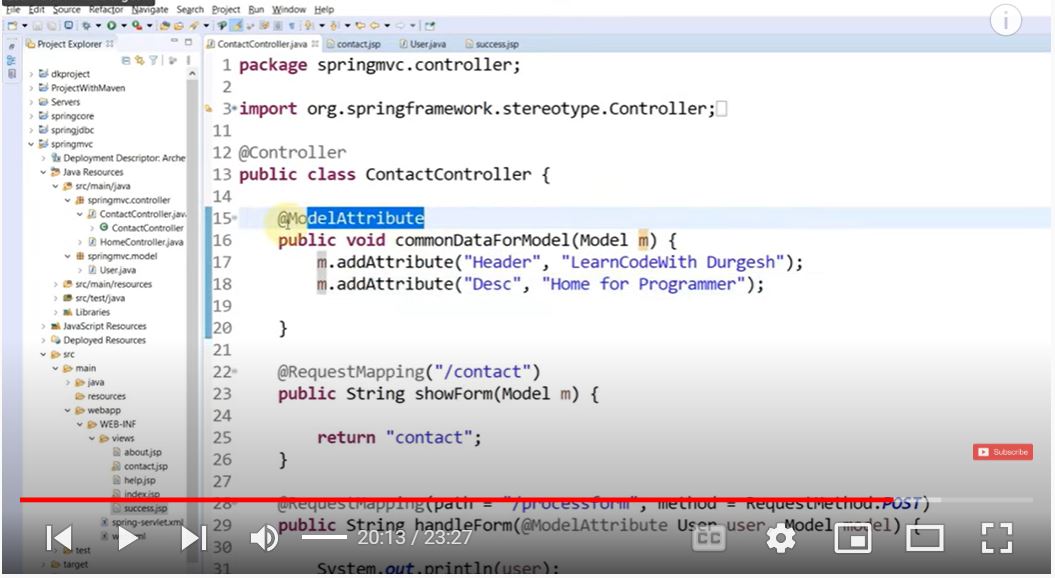 File Edit Source Refactor Navigate Search Project Run Window Help
Project Explorer
ContactController.java contact.jsp User.java success.jsp
dkproject
ProjectWithMaven
Servers
springcore
springjdbc
springmvc
Deployment Descriptor: Arche
Java Resources
src/main/java
springmvc.controller
ContactController.jav
ContactController
HomeController.java
springmvc.model
User.java
src/main/resources
src/test/java
Libraries
JavaScript Resources
Deployed Resources
src
main
java
resources
webapp
WEB-INF
views
about.jsp
contact.jsp
help.jsp
index.jsp
success.jsp
spring-servlet.xml
test
target
1 package springmvc.controller;
2
3 import org.springframework.stereotype.Controller;
11
12 @Controller
13 public class ContactController {
14
15 @ModelAttribute
16 public void commonDataForModel(Model m) {
17 m.addAttribute("Header", "LearnCodeWith Durgesh");
18 m.addAttribute("Desc", "Home for Programmer");
19
20 }
21
22 @RequestMapping("/contact")
23 public String showForm(Model m) {
24
25 return "contact";
26 }
27
28 @RequestMapping(path = "/processform", method = RequestMethod.POST)
29 public String handleForm(@ModelAttribute User user, Model model) {
30
31 System.out.println(user);
Subscribe
20:13 / 23:27
CC